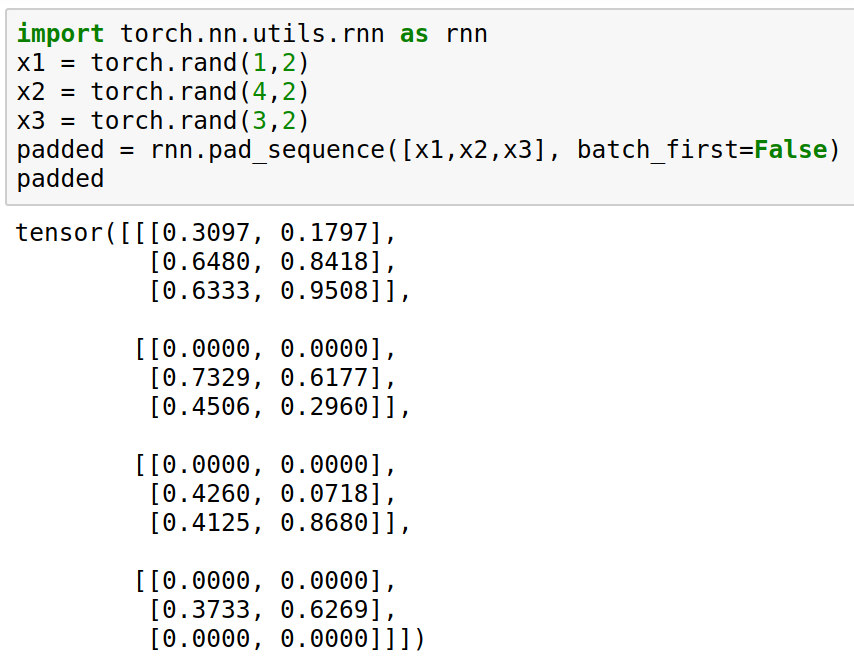 import torch.nn.utils.rnn as rnn
x1 = torch.rand(1,2)
x2 = torch.rand(4,2)
x3 = torch.rand(3,2)
padded = rnn.pad_sequence([x1,x2,x3], batch_first=False)
padded
tensor([[[0.3097, 0.1797],
         [0.6480, 0.8418],
         [0.6333, 0.9508]],

        [[0.0000, 0.0000],
         [0.7329, 0.6177],
         [0.4506, 0.2960]],

        [[0.0000, 0.0000],
         [0.4260, 0.0718],
         [0.4125, 0.8680]],

        [[0.0000, 0.0000],
         [0.3733, 0.6269],
         [0.0000, 0.0000]]])